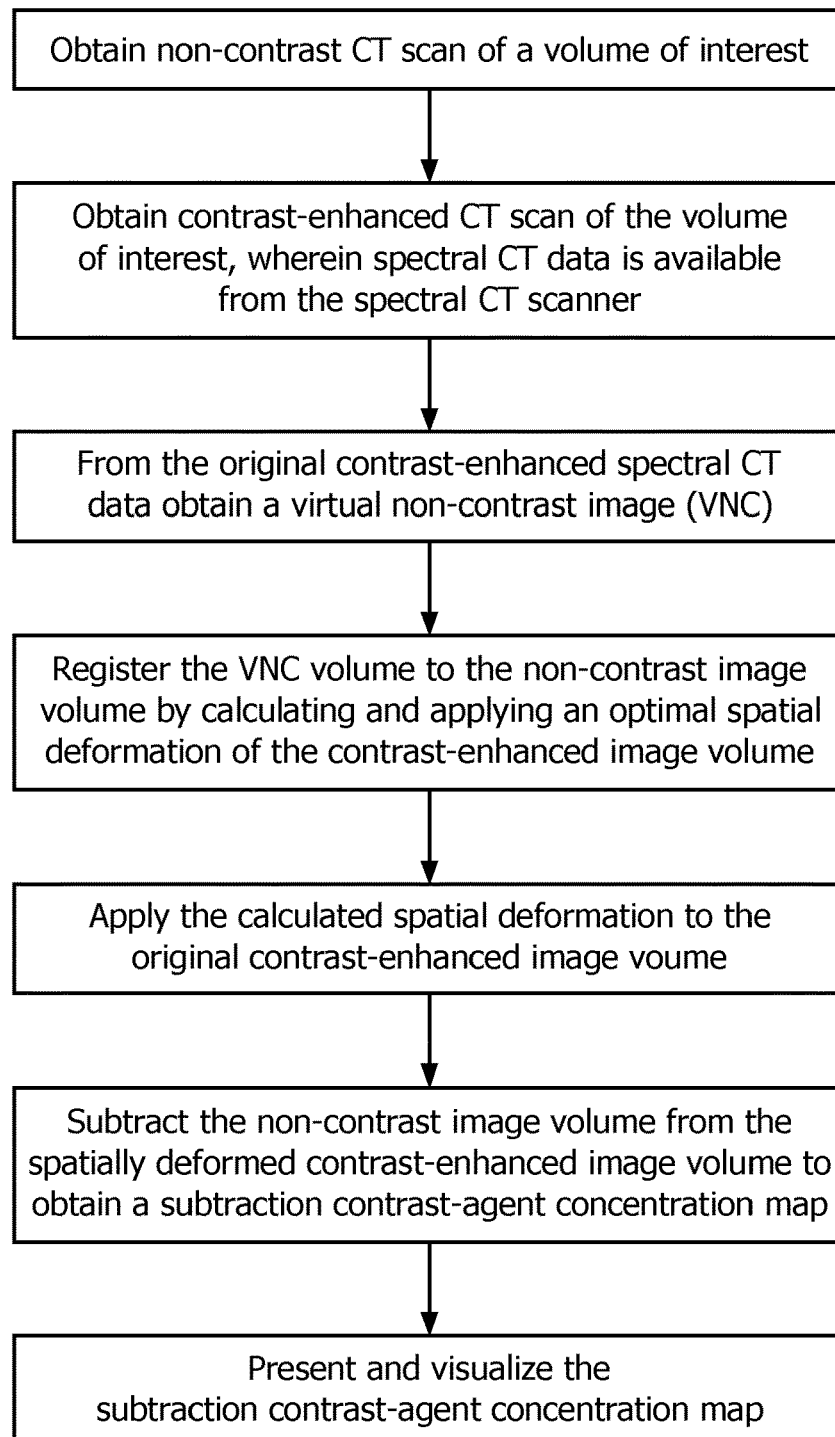 Obtain non-contrast CT scan of a volume of interest
Obtain contrast-enhanced CT scan of the volume
of interest, wherein spectral CT data is available
from the spectral CT scanner
From the original contrast-enhanced spectral CT
data obtain a virtual non-contrast image (VNC)
Register the VNC volume to the non-contrast image
volume by calculating and applying an optimal spatial
deformation of the contrast-enhanced image volume
Apply the calculated spatial deformation to the
original contrast-enhanced image voume
Subtract the non-contrast image volume from the
spatially deformed contrast-enhanced image volume to
obtain a subtraction contrast-agent concentration map
Present and visualize the
subtraction contrast-agent concentration map